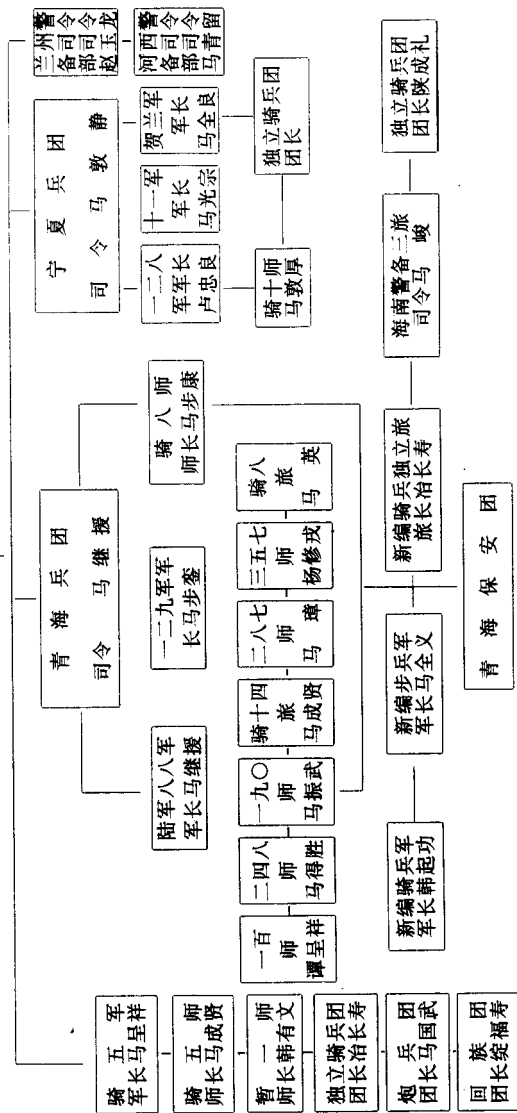 骑五军
军长马呈祥
骑五师
师长马成贤
暂一师
师长韩有文
独立骑兵团
团长冶长寿
炮兵团
团长马国武
回族团
团长绽福寿
青海兵团
司令 马继援
陆军八八军
军长马继援
一二九军军
长马步銮
骑八师
师长马步康
一百
师
谭呈祥
二四八
师
马得胜
一九〇
师
马振武
骑十四
旅
马成贤
二八七
师
马璋
三五七
师
杨修戎
骑八
旅
马英
新编骑兵军
军长韩起功
新编步兵军
军长马全义
新编骑兵独立旅
旅长冶长寿
海南警备三旅
司令马峻
独立骑兵团
团长陕成礼
青海保安团
宁夏兵团
司令马敦静
一二八
军军长
卢忠良
十一军
军长
马光宗
贺兰军
军长
马全良
骑十师
马敦厚
独立骑兵团
团长
兰州警
备司令
部司令
赵玉龙
河西警
备司令
部司令
马青留